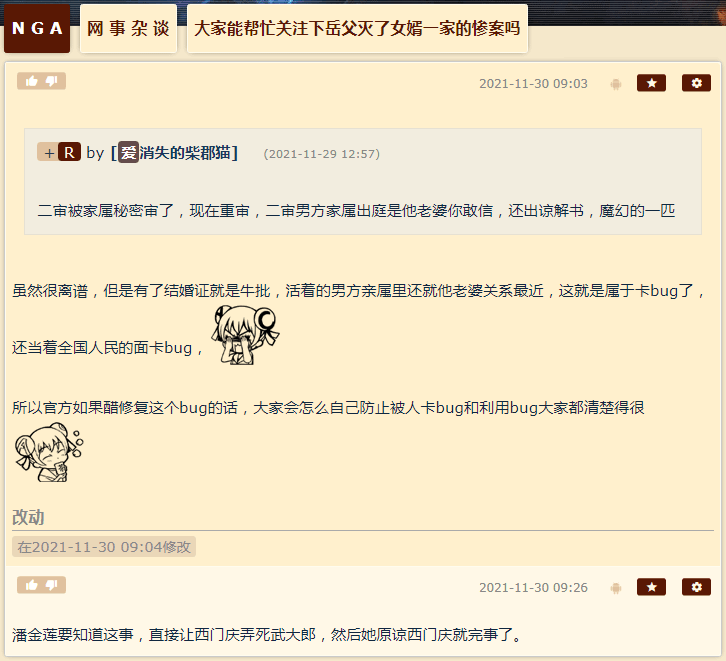 NGA 网事杂谈 大家能帮忙关注下岳父灭了女婿一家的惨案吗
2021-11-30 09:03
+ R by [爱消失的柴郡猫] (2021-11-29 12:57)
二审被家属秘密审了，现在重审，二审男方家属出庭是他老婆你敢信，还出谅解书，魔幻的一匹
虽然很离谱，但是有了结婚证就是牛批，活着的男方亲属里还就他老婆关系最近，这就是属于卡bug了，
还当着全国人民的面卡bug，
所以官方如果醋修复这个bug的话，大家会怎么自己防止被人卡bug和利用bug大家都清楚得很
改动
在2021-11-30 09:04修改
2021-11-30 09:26
潘金莲要知道这事，直接让西门庆弄死武大郎，然后她原谅西门庆就完事了。